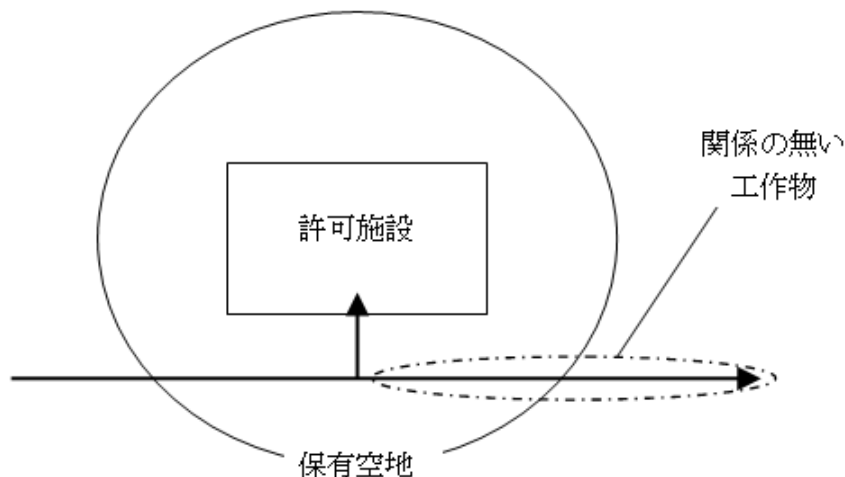 関係の無い
工作物
許可施設
保有空地